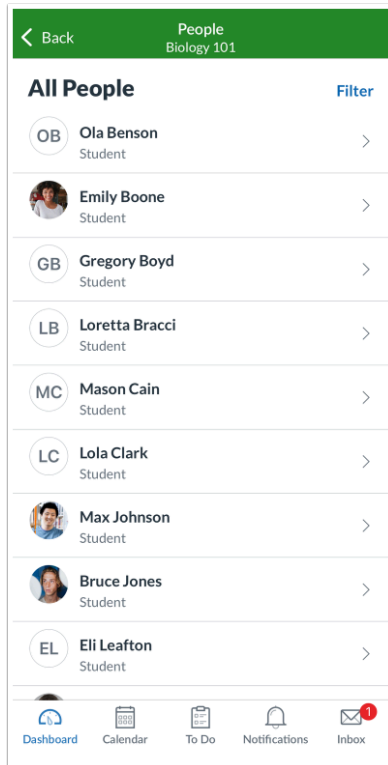 People
Back
Biology 101
All People
Filter
OB
Ola Benson
Student
Emily Boone
Student
GB
Gregory Boyd
Student
LB
Loretta Bracci
Student
MC
Mason Cain
Student
LC
Lola Clark
Student
Max Johnson
Student
Bruce Jones
Student
EL
Eli Leafton
Student
1
Dashboard
Calendar
To Do
Notifications
Inbox